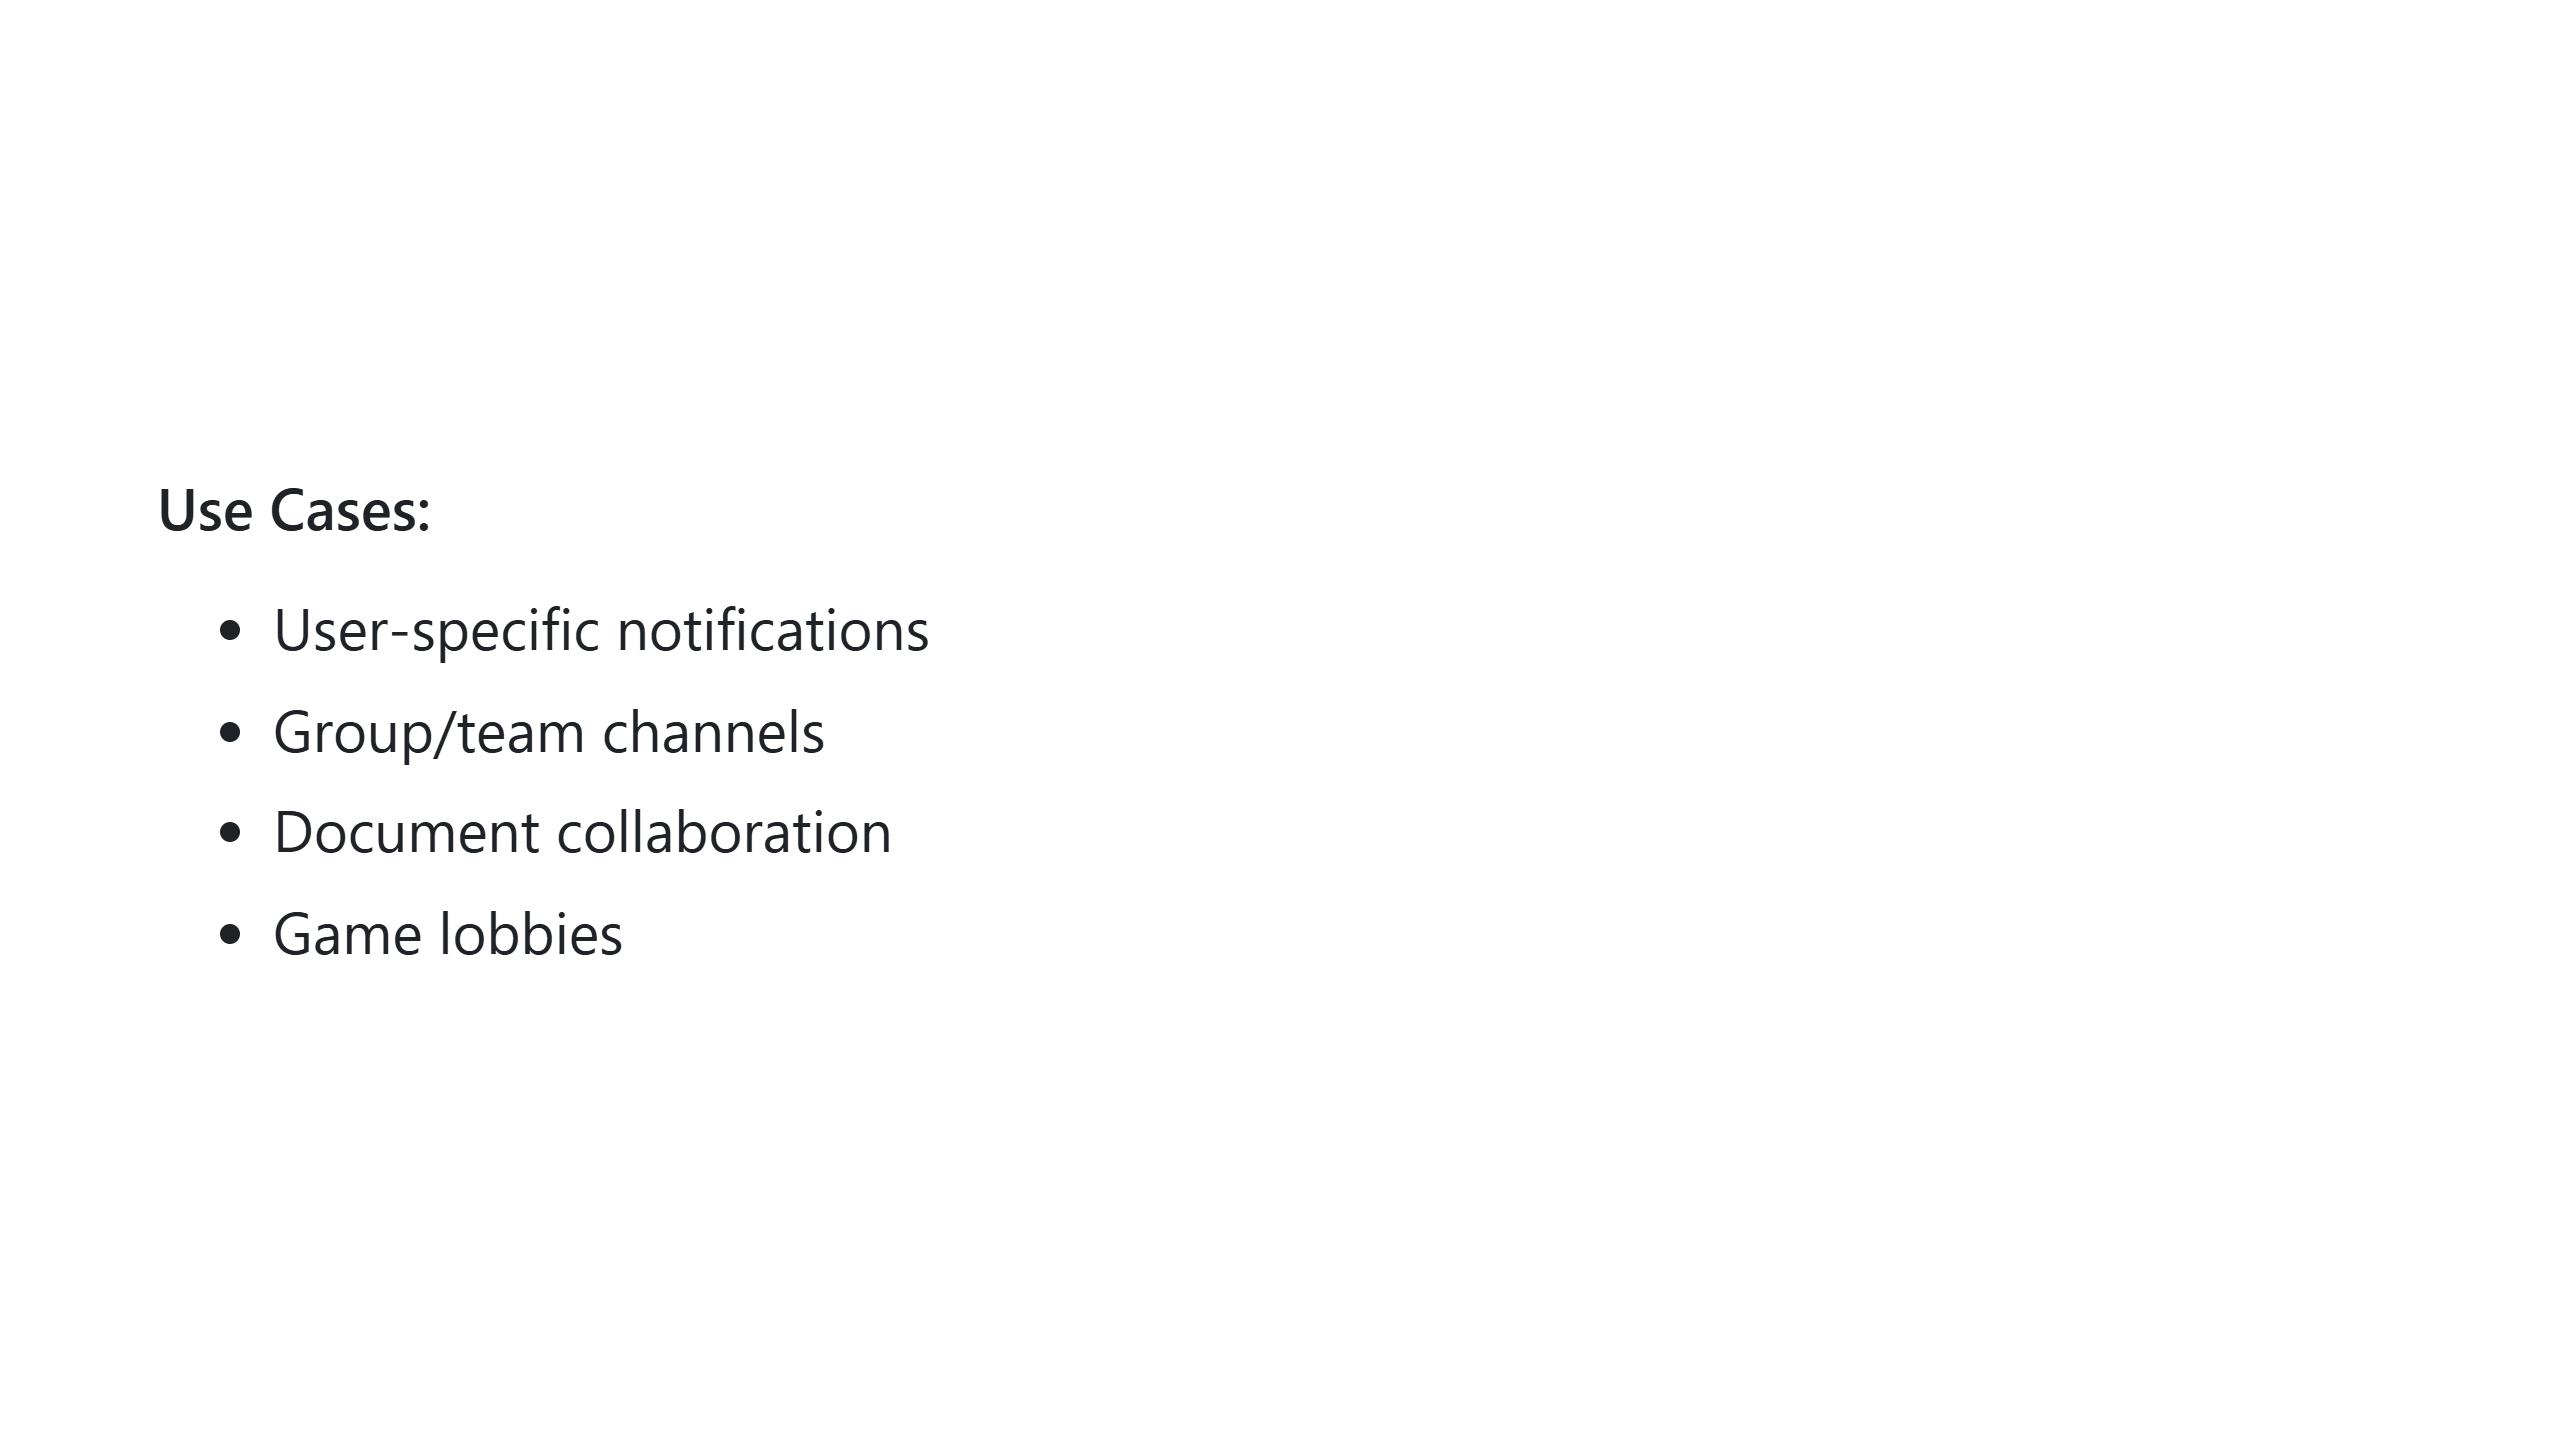 Use Cases:
• User-specific notifications
• Group/team channels
• Document collaboration
• Game lobbies